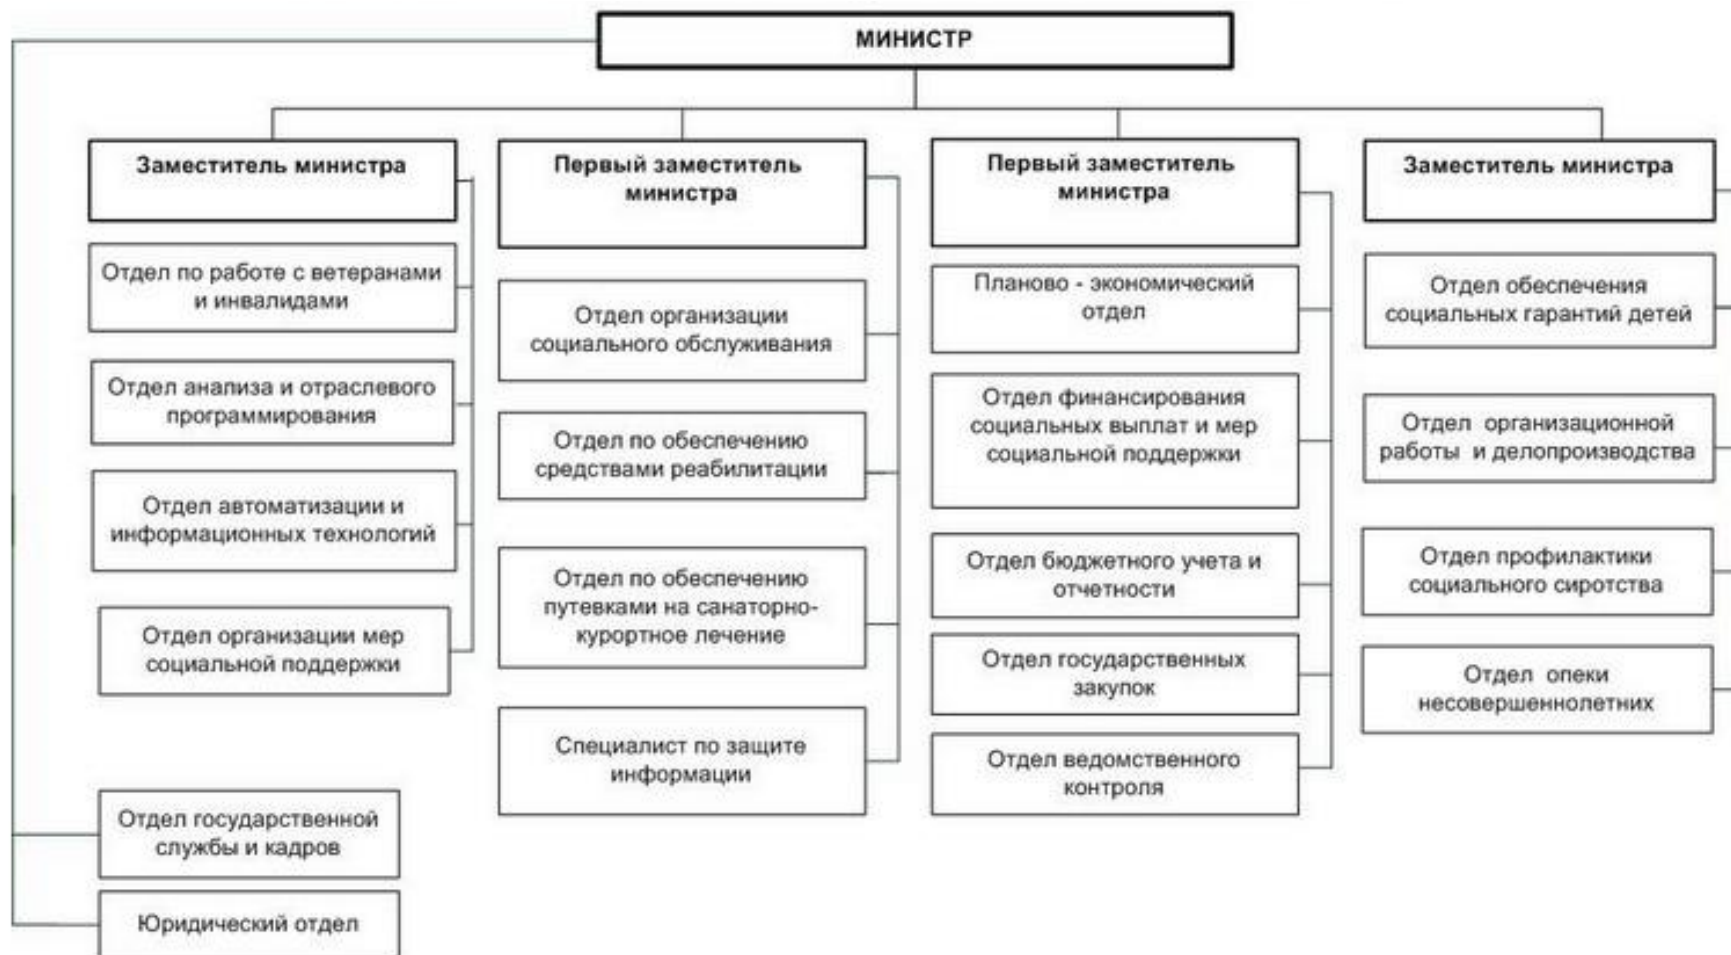 МИНИСТР
Заместитель министра
Отдел по работе с ветеранами
и инвалидами
Отдел анализа и отраслевого
программирования
Отдел автоматизации и
информационных технологий
Отдел организации мер
социальной поддержки
Первый заместитель
министра
Отдел организации
социального обслуживания
Отдел по обеспечению
средствами реабилитации
Отдел по обеспечению
путевками на санаторно-
курортное лечение
Специалист по защите
информации
Первый заместитель
министра
Планово - экономический
отдел
Отдел финансирования
социальных выплат и мер
социальной поддержки
Отдел бюджетного учета и
отчетности
Отдел государственных
закупок
Отдел ведомственного
контроля
Заместитель министра
Отдел обеспечения
социальных гарантий детей
Отдел организационной
работы и делопроизводства
Отдел профилактики
социального сиротства
Отдел опеки
несовершеннолетних
Отдел государственной
службы и кадров
Юридический отдел